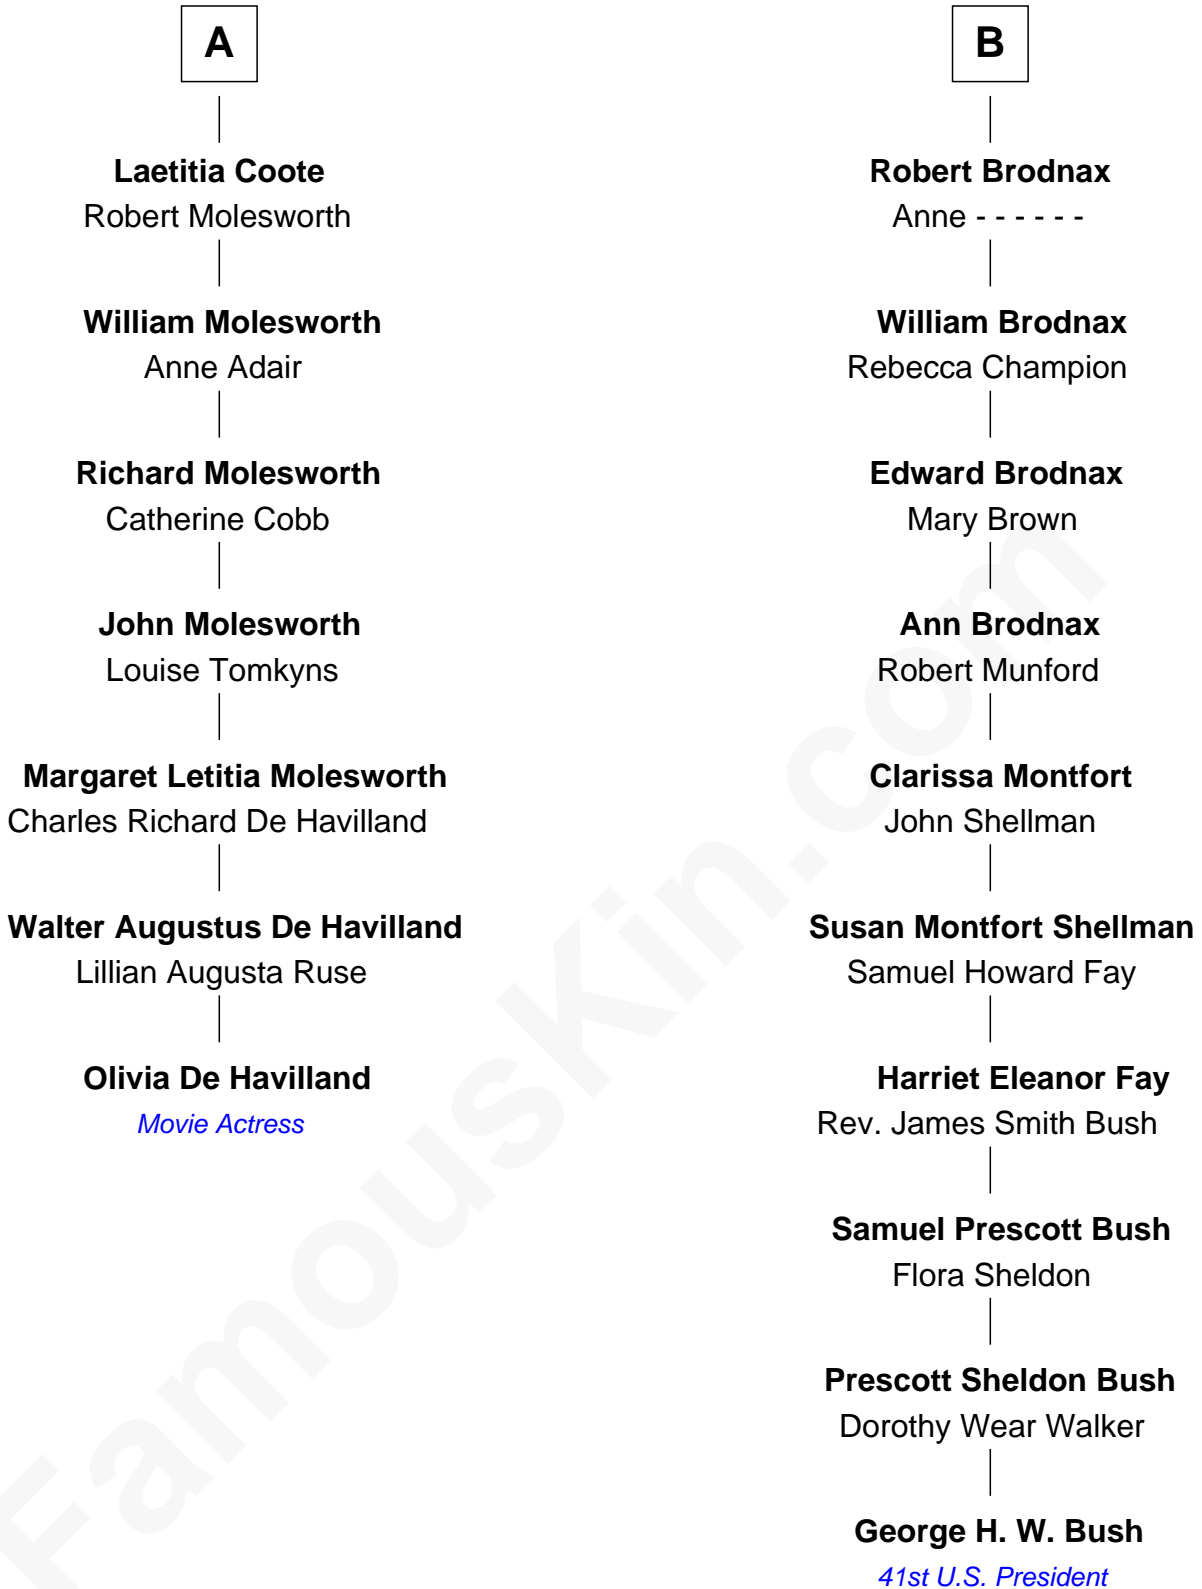 A
Laetitia Coote
Robert Molesworth
William Molesworth
Anne Adair
Richard Molesworth
Catherine Cobb
John Molesworth
Louise Tomkyns
Margaret Letitia Molesworth
Charles Richard De Havilland
Walter Augustus De Havilland
Lillian Augusta Ruse
Olivia De Havilland
Movie Actress
B
Robert Brodnax
Anne - - - - - -
William Brodnax
Rebecca Champion
Edward Brodnax
Mary Brown
Ann Brodnax
Robert Munford
Clarissa Montfort
John Shellman
Susan Montfort Shellman
Samuel Howard Fay
Harriet Eleanor Fay
Rev. James Smith Bush
Samuel Prescott Bush
Flora Sheldon
Prescott Sheldon Bush
Dorothy Wear Walker
George H. W. Bush
41st U.S. President
FamousKin.com